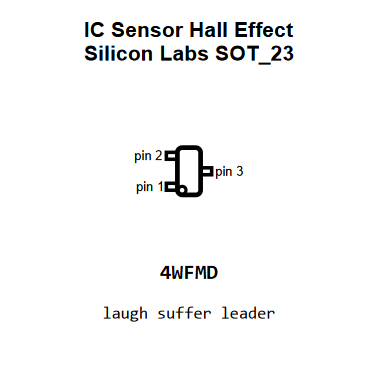 IC Sensor Hall Effect
Silicon Labs SOT_23
pin 2
pin 3
pin 1
4WFMD
laugh suffer leader